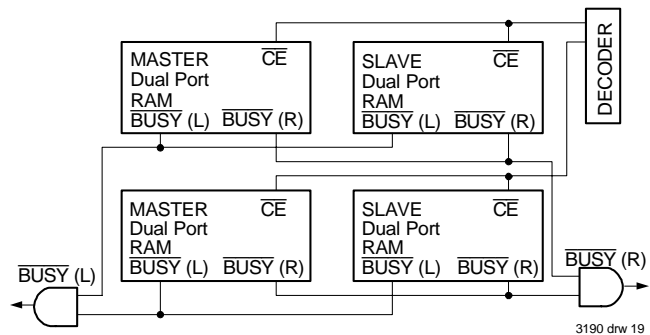 MASTER
Dual Port
RAM
CE
BUSY (L) BUSY (R)
SLAVE
Dual Port
RAM
CE
BUSY (L) BUSY (R)
DECODER
MASTER
Dual Port
RAM
CE
BUSY (L) BUSY (R)
SLAVE
Dual Port
RAM
CE
BUSY (L) BUSY (R)
BUSY (L)
BUSY (R)
3190 drw 19